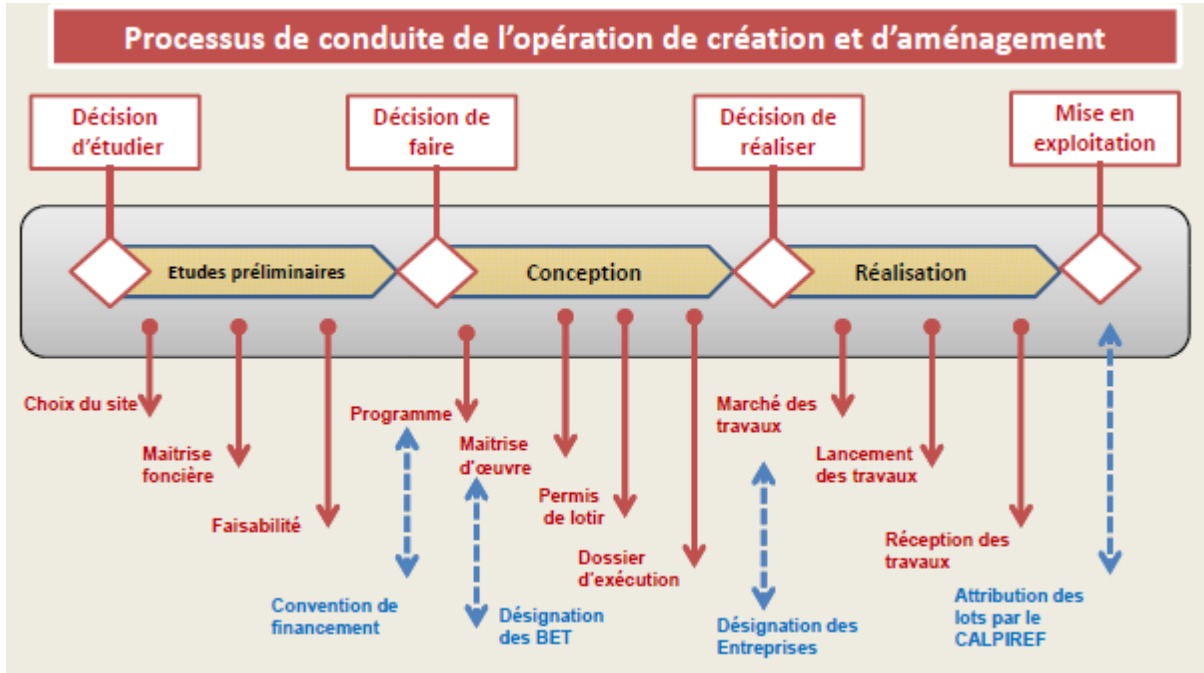 Processus de conduite de l'opération de création et d'aménagement
Décision
d'étudier
Décision de
faire
Décision de
réaliser
Mise en
exploitation
Etudes préliminaires
Conception
Réalisation
Choix du site
Maitrise
foncière
Faisabilité
Programme
Maitrise
d'œuvre
Permis
de lotir
Dossier
d'exécution
Marché des
travaux
Lancement
des travaux
Réception des
travaux
Convention de
financement
Désignation
des BET
Désignation des
Entreprises
Attribution des
lots par le
CALPIREF